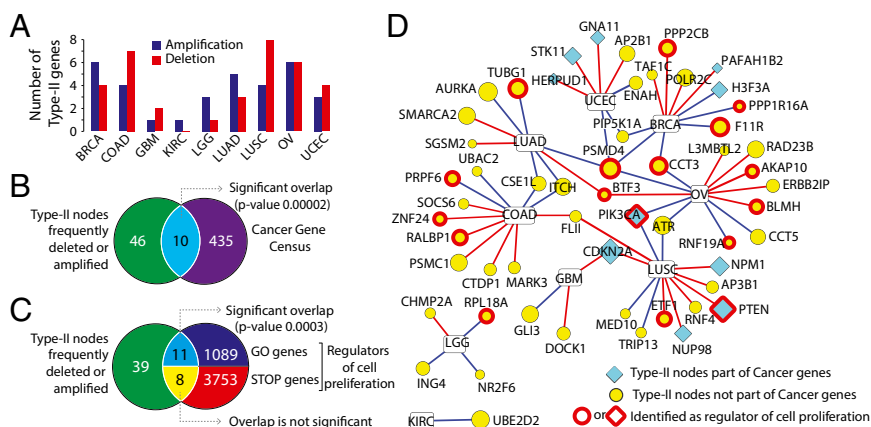 A
Number of
Type-II genes
8
6
4
2
0
Amplification
Deletion
BRCA
COAD
GBM
KIRC
LGG
LUAD
LUSC
OV
UCEC
B
Type-II nodes
frequently
deleted or
amplified
46
10
435
Significant overlap
(p-value 0.00002)
Cancer Gene
Census
C
Type-II nodes
frequently
deleted or
amplified
39
11
8
1089
3753
Significant overlap
(p-value 0.0003)
GO genes
STOP genes
Regulators
of cell
preliferation
Overlap is not significant
D
GNA11
STK11
AP2B1
PPP2CB
HERPUD1
TAF1C
PAFAH1B2
TUBG1
POLR2C
AURKA
ENAH
H3F3A
UCEC
PPP1R16A
SMARCA2
PIP5K1A
BRCA
F11R
SGSM2
LUAD
PSMD4
L3MBTL2
RAD23B
UBAC2
CCT3
AKAP10
PRPF6
CSE1L
ITCH
BTF3
OV
ERBB2IP
SOCS6
PIK3CA
BLMH
ZNF24
COAD
ATR
RALBP1
FLII
RNF19A
CCT5
CDKN2A
PSMC1
GBM
LUSC
NPM1
CTDP1
MARK3
AP3B1
CHMP2A
RPL18A
ETF1
PTEN
GLI3
MED10
RNF4
LGG
DOCK1
TRIP13
NUP98
ING4
NR2F6
KIRC
UBE2D2
Type-II nodes part of Cancer genes
Type-II nodes not part of Cancer genes
or
Identified as regulator of cell proliferation